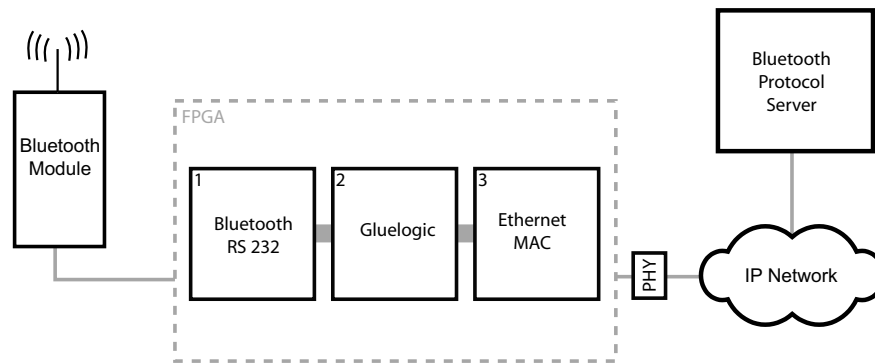 Bluetooth
Module
FPGA
1
Bluetooth
RS 232
2
Gluelogic
3
Ethernet
MAC
PHY
IP Network
Bluetooth
Protocol
Server